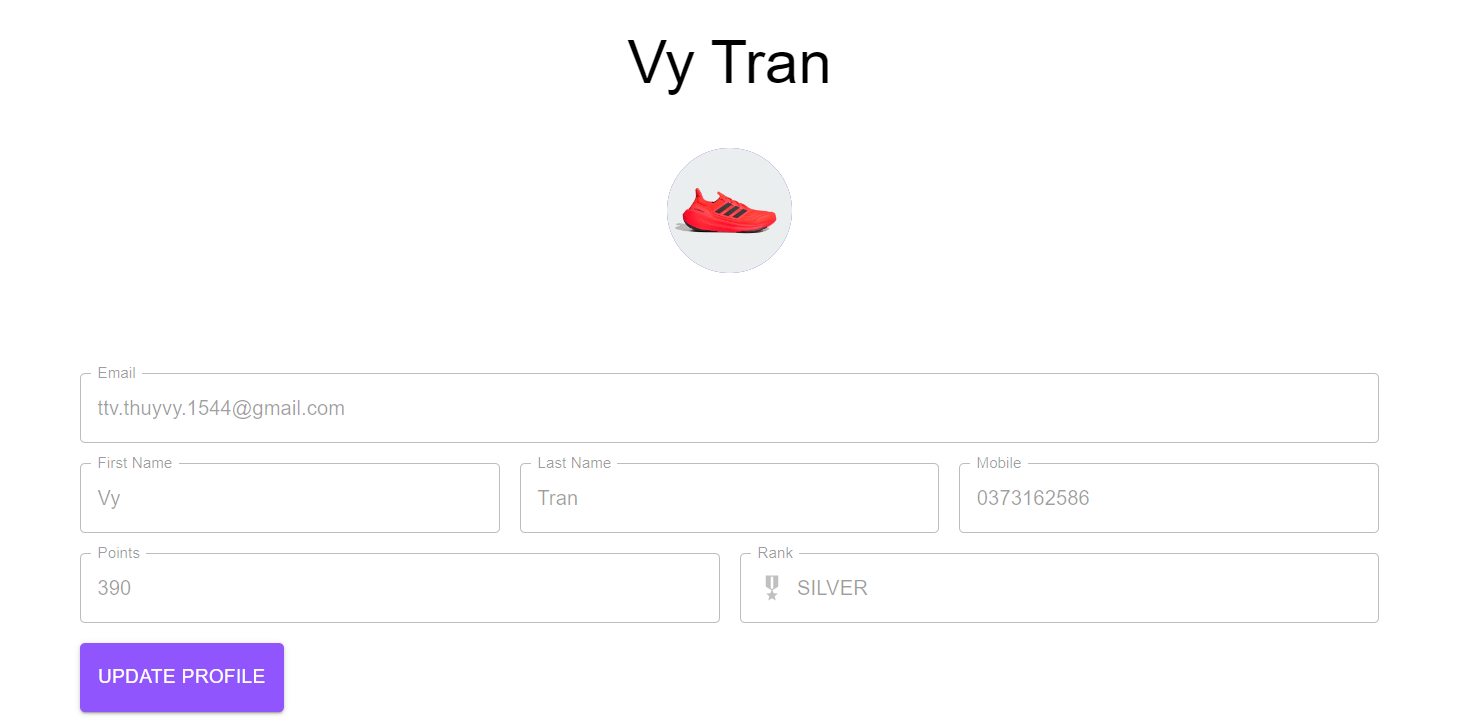 Vy Tran
Email
ttv.thuyvy.1544@gmail.com
First Name
Last Name
Mobile
Vy
Tran
0373162586
Points
Rank
390
SILVER
UPDATE PROFILE